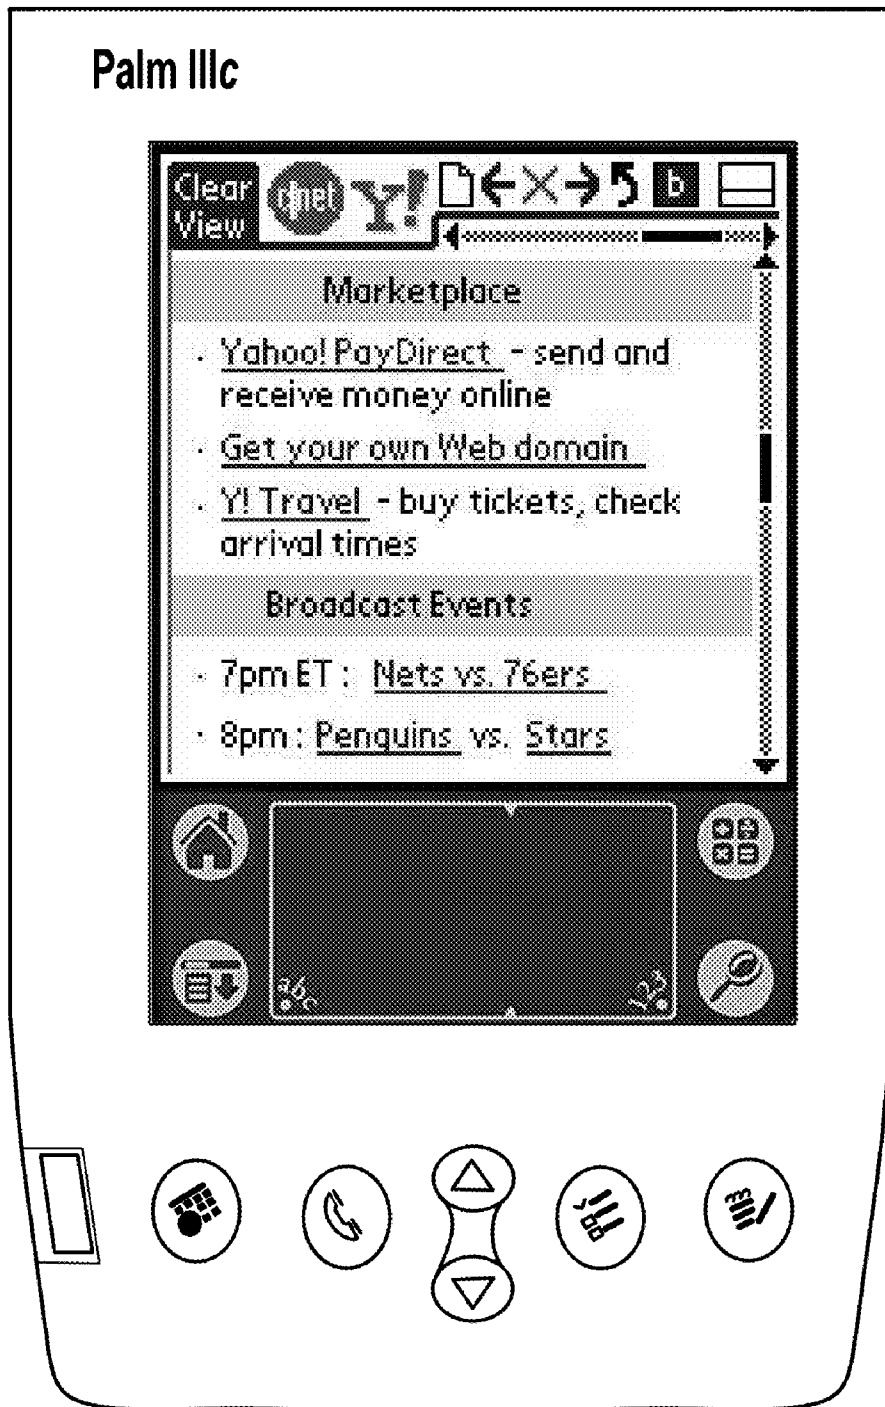 Palm IIIc
Clear
View
c|net
Y!
b
Marketplace
· Yahoo! PayDirect - send and
receive money online
· Get your own Web domain
· Y! Travel - buy tickets, check
arrival times
Broadcast Events
· 7pm ET : Nets vs. 76ers
· 8pm : Penguins vs. Stars
abc
123